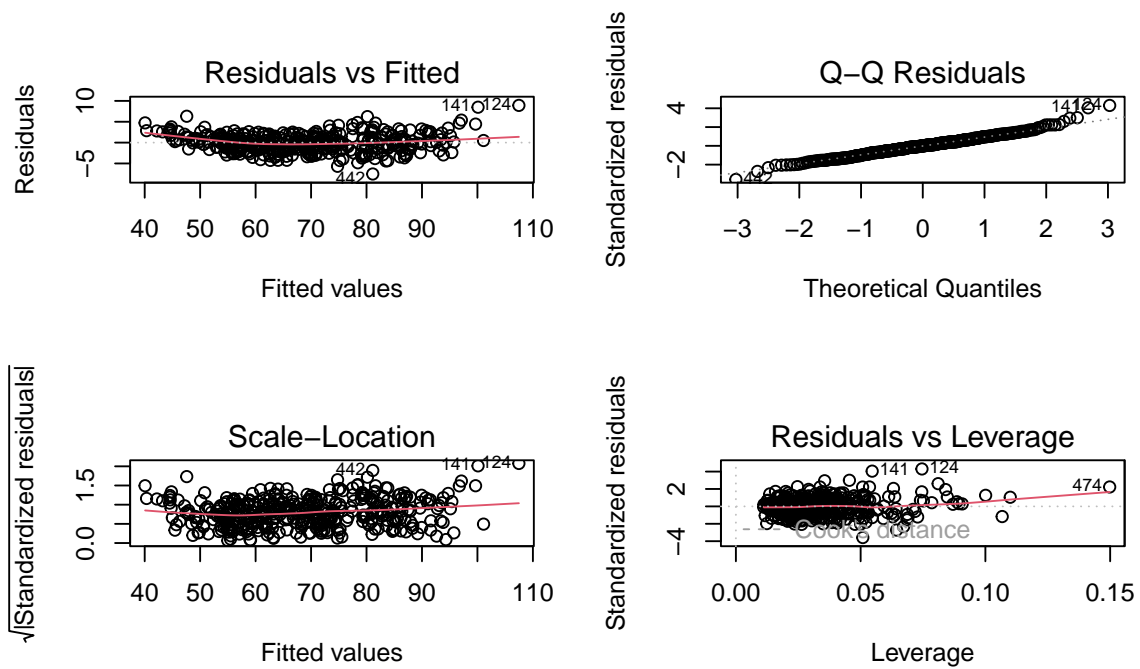 Residuals vs Fitted
Residuals
10
−5
141
124
442
40 50 60 70 80 90 110
Fitted values
Q−Q Residuals
Standardized residuals
4
−2
141
124
442
−3 −2 −1 0 1 2 3
Theoretical Quantiles
Scale−Location
√|Standardized residuals|
1.5
0.0
442
141
124
40 50 60 70 80 90 110
Fitted values
Residuals vs Leverage
Standardized residuals
2
−4
141
124
474
Cook's distance
0.00 0.05 0.10 0.15
Leverage